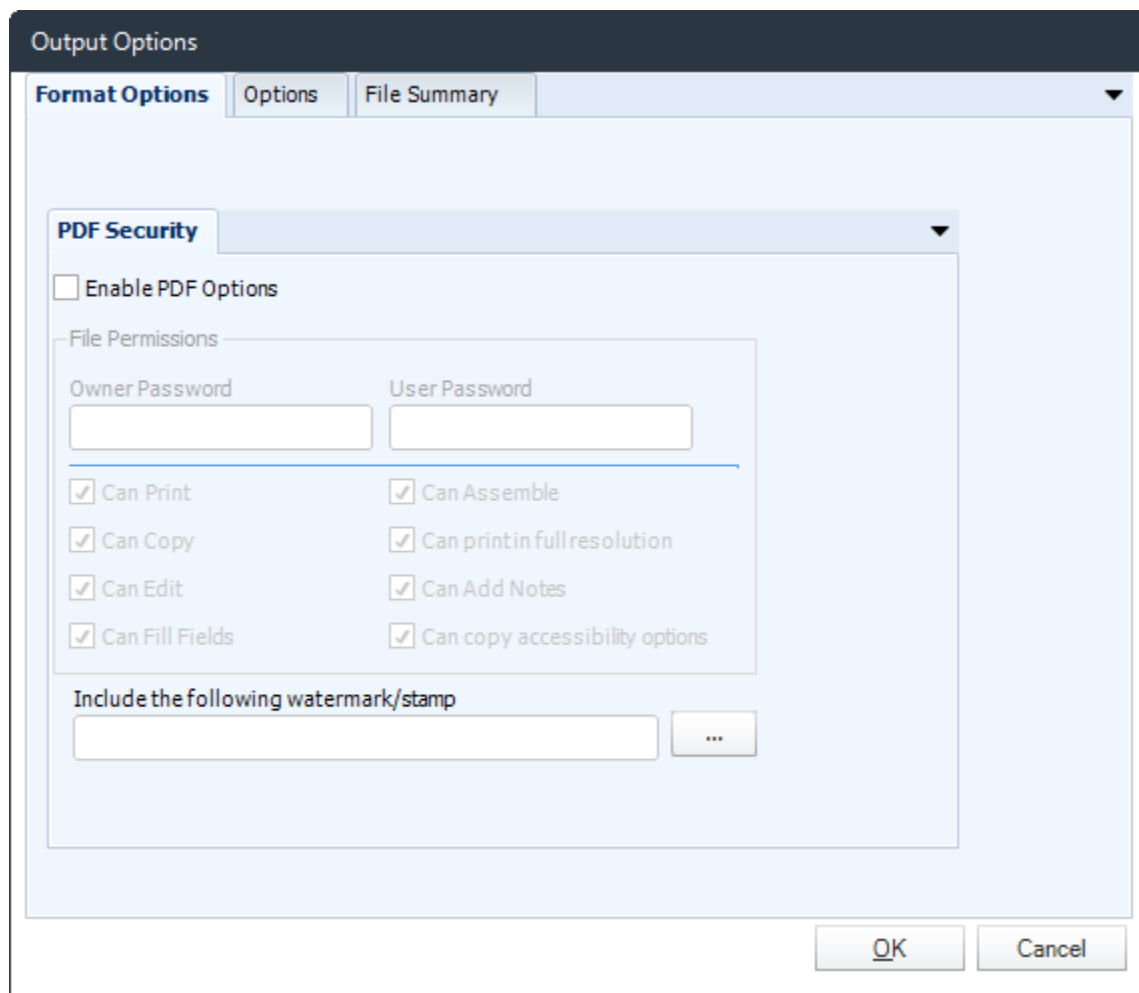 Output Options
Format Options Options File Summary
PDF Security
Enable PDF Options
File Permissions
Owner Password User Password
Can Print Can Assemble
Can Copy Can print in full resolution
Can Edit Can Add Notes
Can Fill Fields Can copy accessibility options
Include the following watermark/stamp
...
OK Cancel